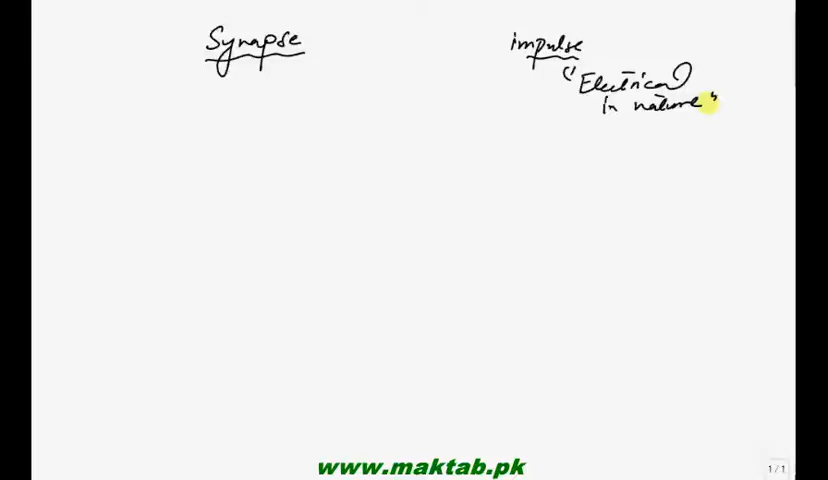 Synapse
impulse
"Electrical
in nature"
www.maktab.pk
1/1